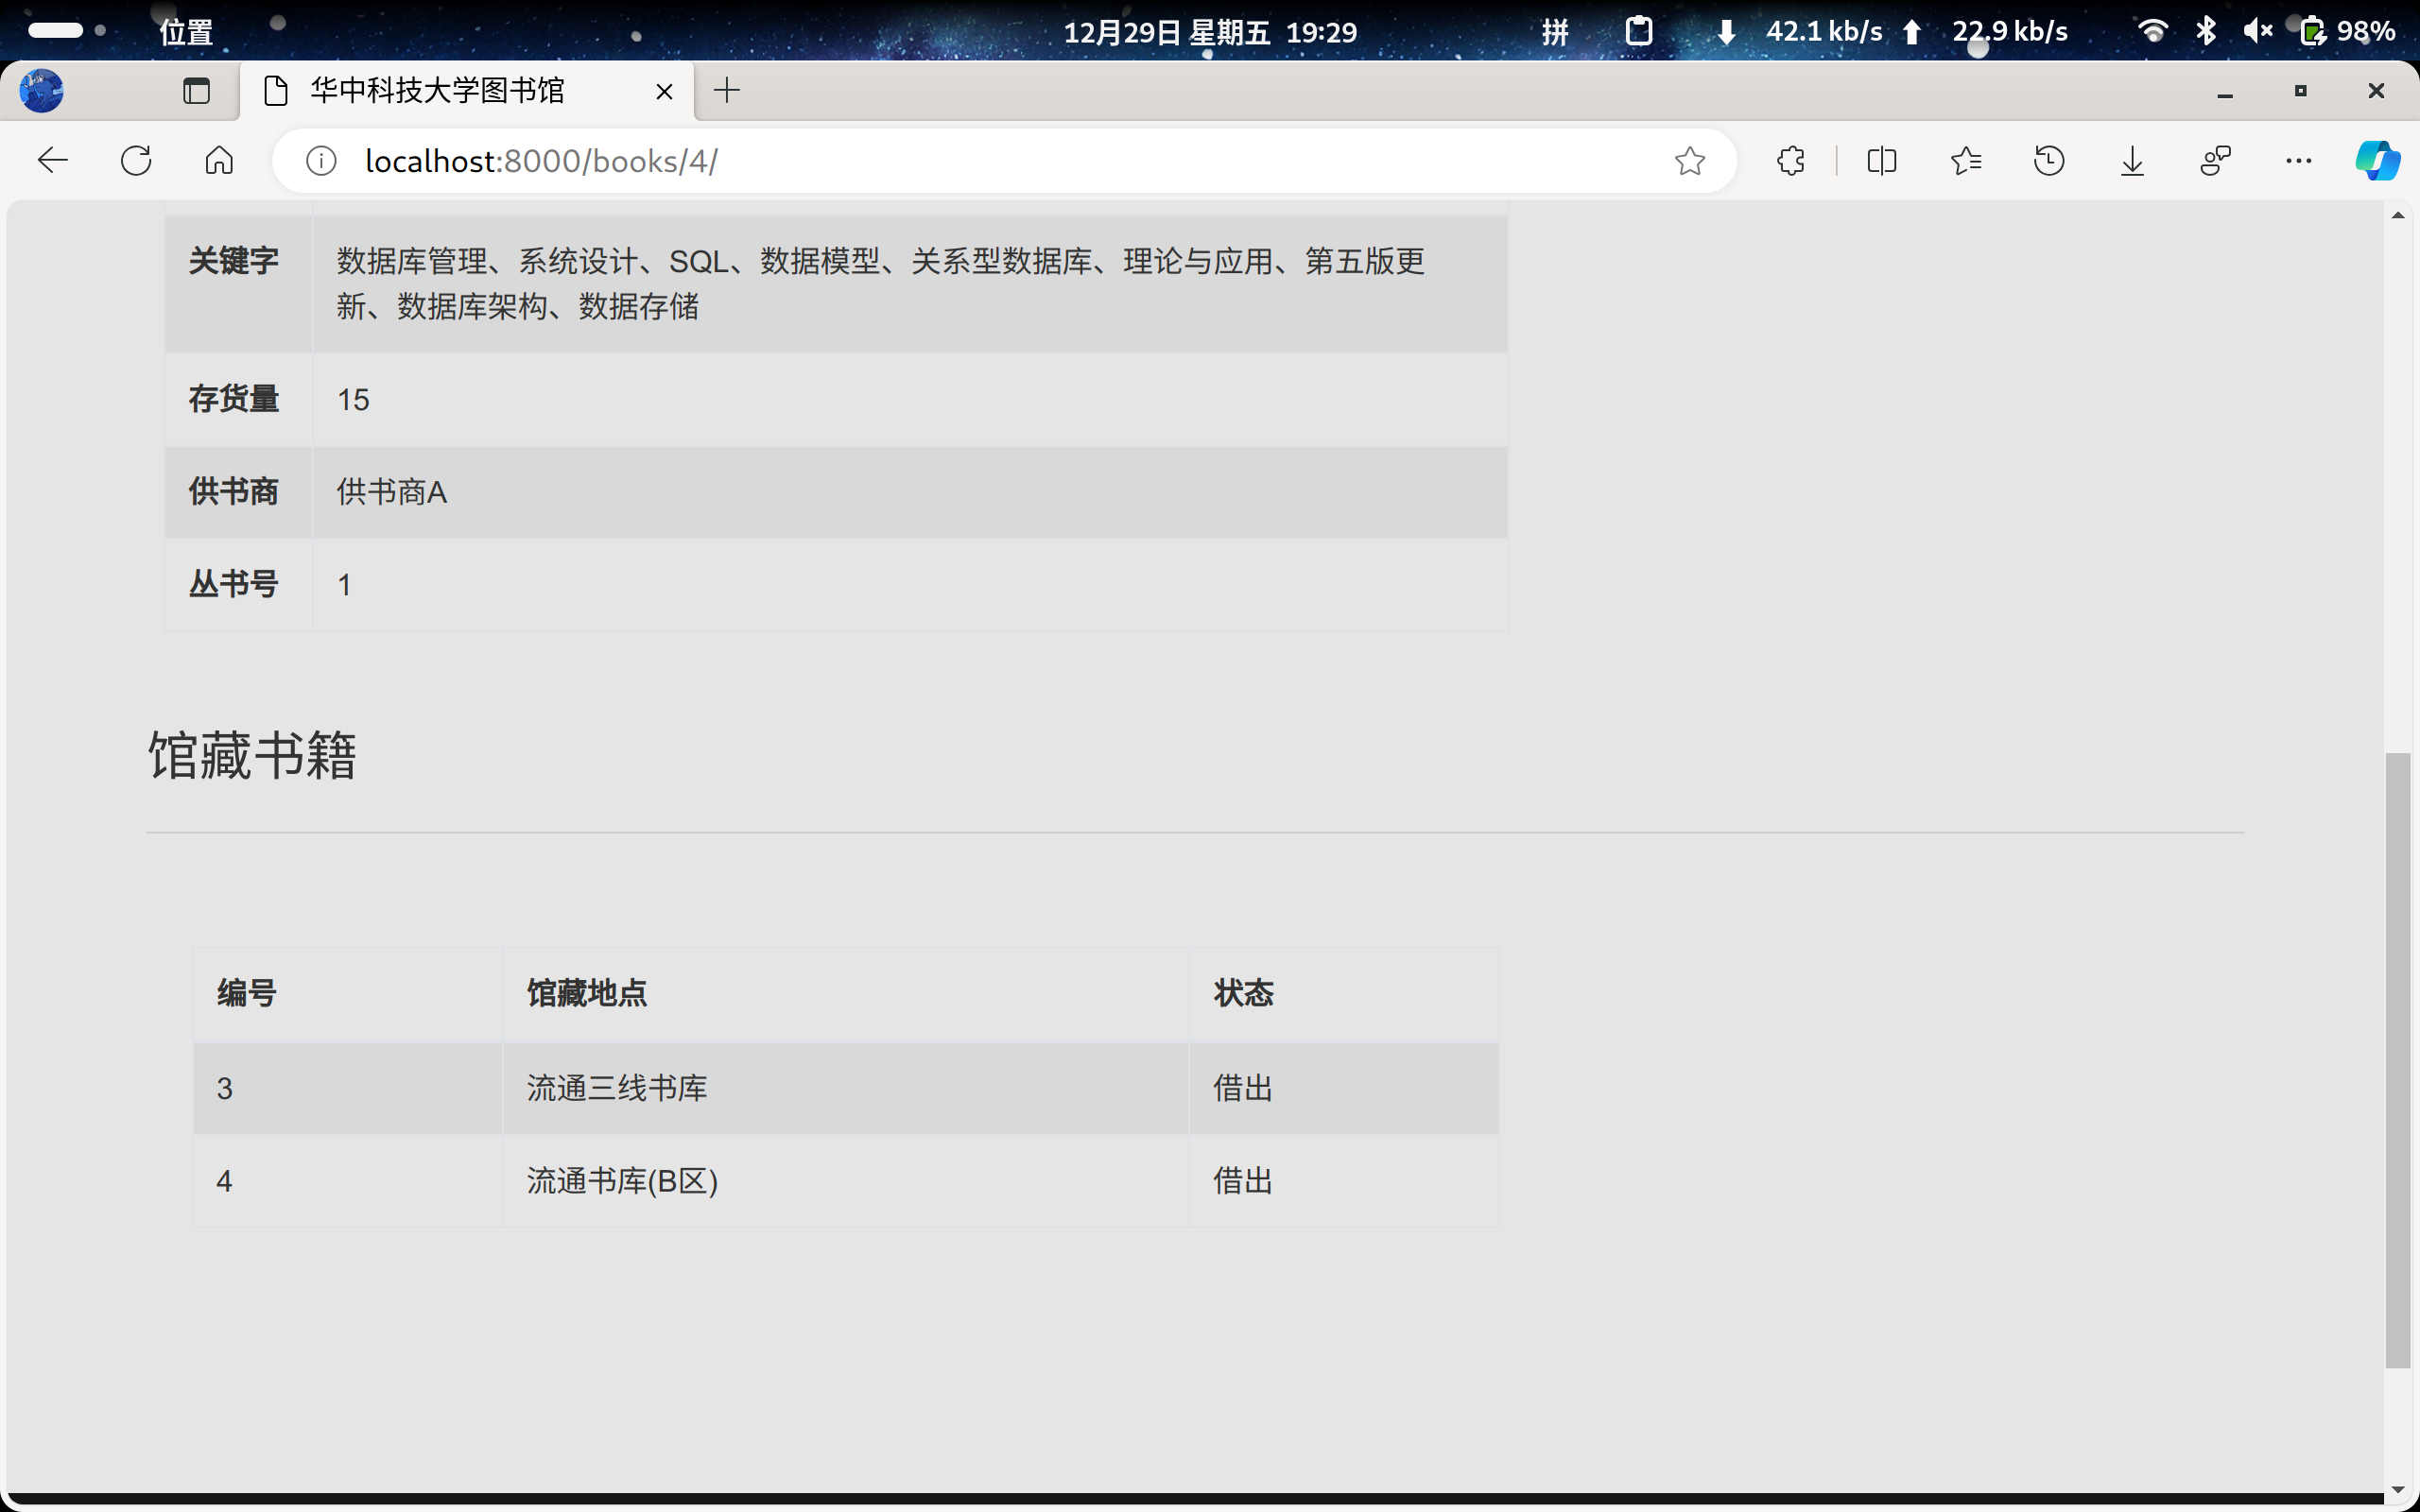 位置
12月29日 星期五 19:29
拼
42.1 kb/s
22.9 kb/s
98%
华中科技大学图书馆
localhost:8000/books/4/
关键字
数据库管理、系统设计、SQL、数据模型、关系型数据库、理论与应用、第五版更
新、数据库架构、数据存储
存货量 15
供书商 供书商A
丛书号 1
馆藏书籍
编号 馆藏地点 状态
3 流通三线书库 借出
4 流通书库(B区) 借出